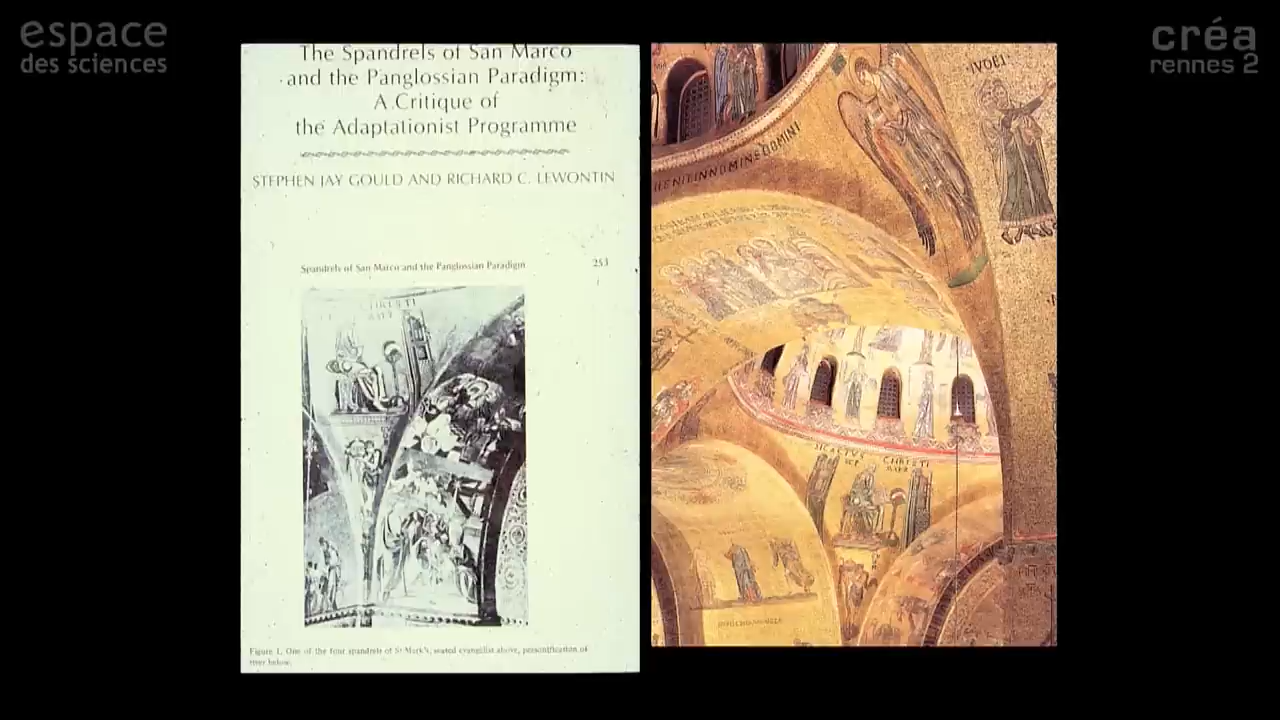 espace
des sciences
créa
rennes 2
The Spandrels of San Marco
and the Panglossian Paradigm:
A Critique of
the Adaptationist Programme
STEPHEN JAY GOULD AND RICHARD C. LEWONTIN
Spandrels of San Marco and the Panglossian Paradigm
253
Figure 1. One of the four spandrels of St Mark's; seated evangelist above, personification of
river below.